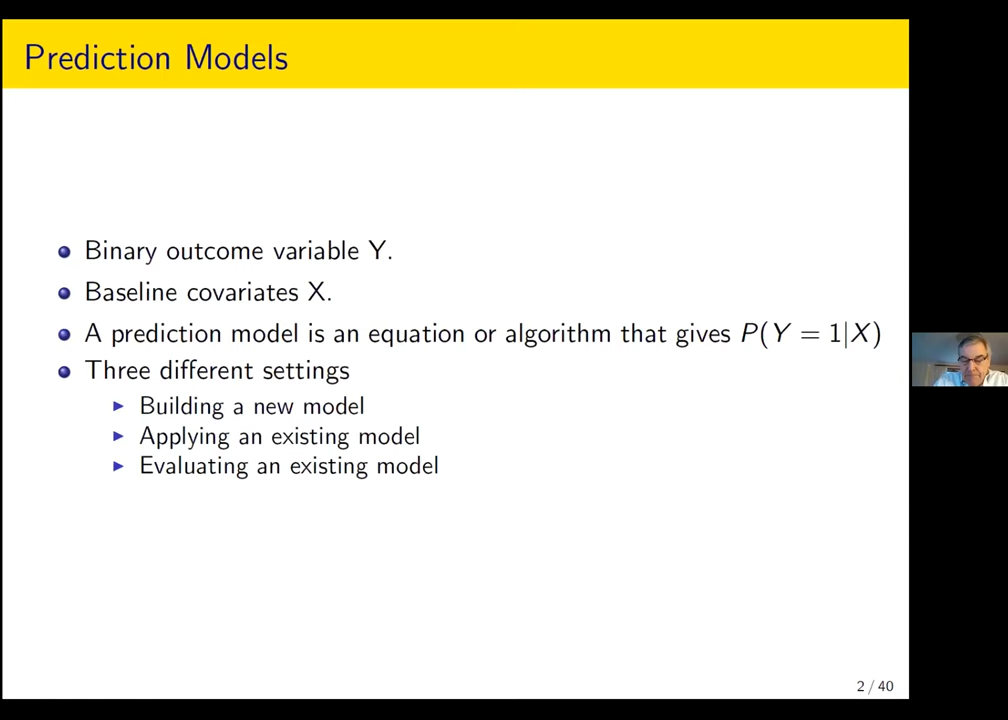 Prediction Models
Binary outcome variable Y.
Baseline covariates X.
A prediction model is an equation or algorithm that gives P(Y = 1|X)
Three different settings
Building a new model
Applying an existing model
Evaluating an existing model
2 / 40